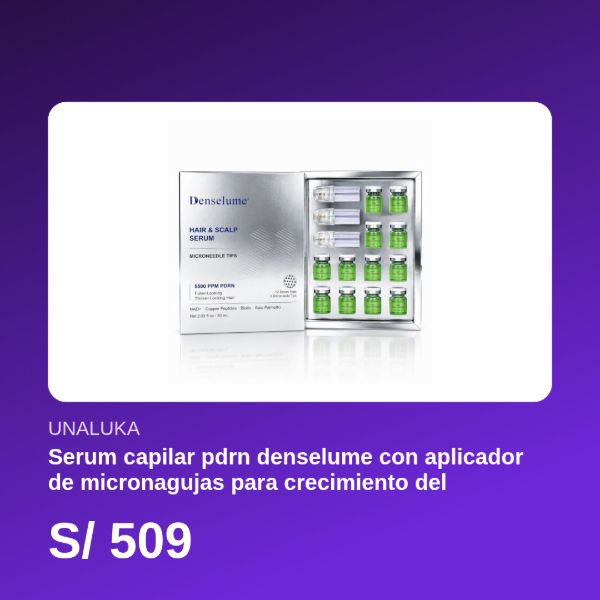 Denselume
HAIR & SCALP
SERUM
MICRONEEDLE TIPS
5500 PPM PDRN
Fuller-Looking
Thicker-Looking Hair
NAD+ Copper Peptides Biotin Saw Palmetto
UNALUKA
Serum capilar pdrn denselume con aplicador
de micronagujas para crecimiento del
S/ 509